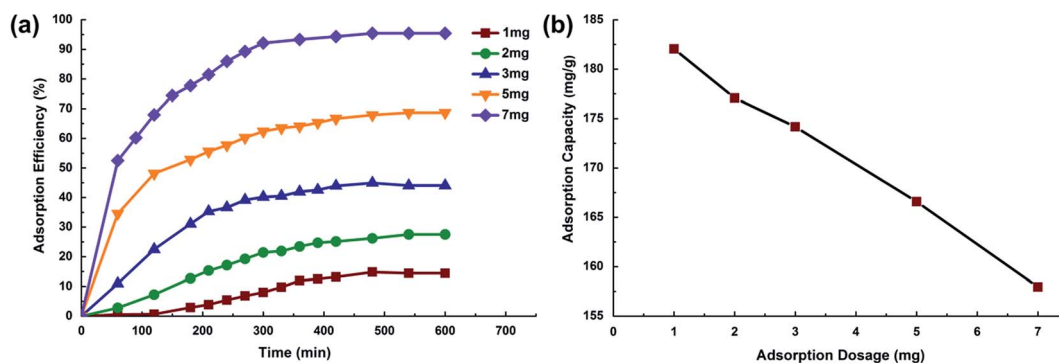 (a)
Adsorption Efficiency (%)
100
90
80
70
60
50
40
30
20
10
0
0 100 200 300 400 500 600 700
Time (min)
1mg
2mg
3mg
5mg
7mg
(b)
Adsorption Capacity (mg/g)
185
180
175
170
165
160
155
0 1 2 3 4 5 6 7
Adsorption Dosage (mg)